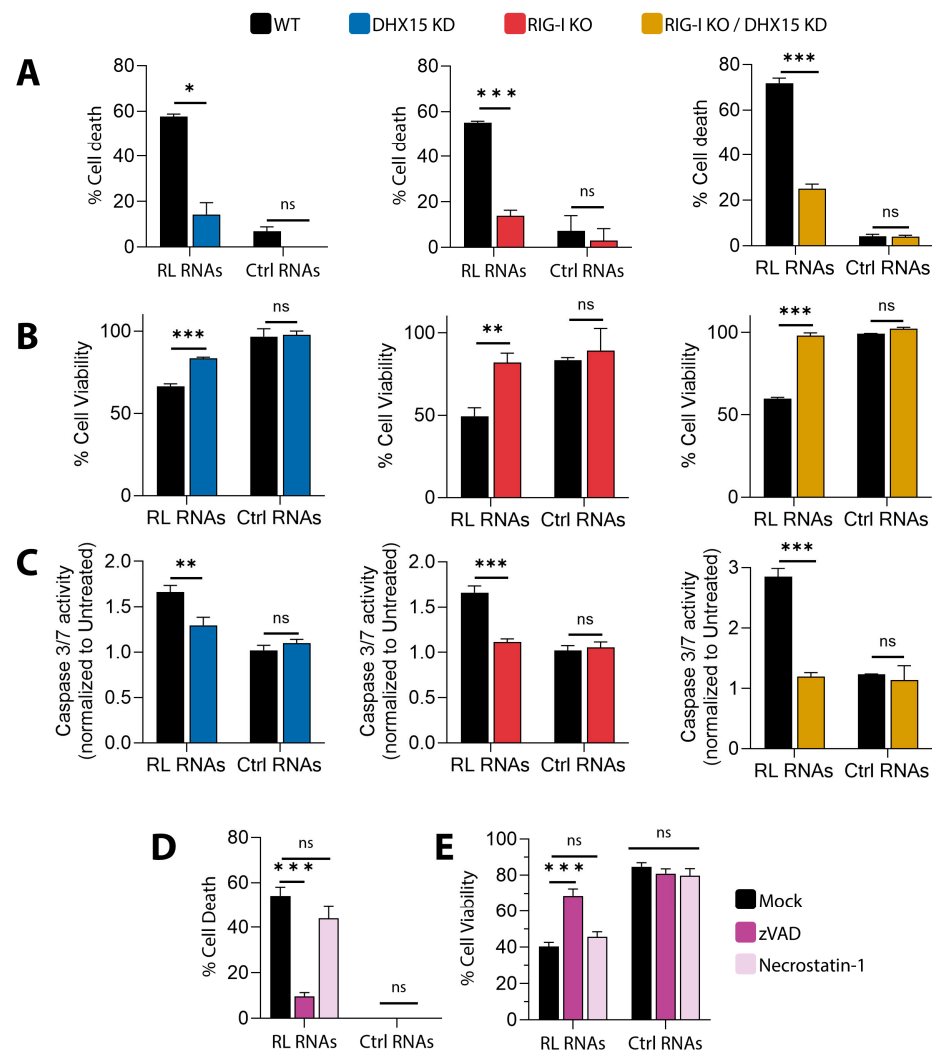 WT DHX15 KD RIG-I KO RIG-I KO / DHX15 KD
A
% Cell death
80
60
40
20
0
*
ns
RL RNAs Ctrl RNAs
% Cell death
80
60
40
20
0
***
ns
RL RNAs Ctrl RNAs
% Cell death
80
60
40
20
0
***
ns
RL RNAs Ctrl RNAs
B
% Cell Viability
100
50
0
***
ns
RL RNAs Ctrl RNAs
% Cell Viability
100
50
0
**
ns
RL RNAs Ctrl RNAs
% Cell Viability
100
50
0
***
ns
RL RNAs Ctrl RNAs
C
Caspase 3/7 activity
(normalized to Untreated)
2.0
1.5
1.0
0.5
0.0
**
ns
RL RNAs Ctrl RNAs
Caspase 3/7 activity
(normalized to Untreated)
2.0
1.5
1.0
0.5
0.0
***
ns
RL RNAs Ctrl RNAs
Caspase 3/7 activity
(normalized to Untreated)
3
2
1
0
***
ns
RL RNAs Ctrl RNAs
D
% Cell Death
80
60
40
20
0
ns
***
ns
RL RNAs Ctrl RNAs
E
% Cell Viability
100
80
60
40
20
0
ns
***
ns
RL RNAs Ctrl RNAs
Mock
zVAD
Necrostatin-1